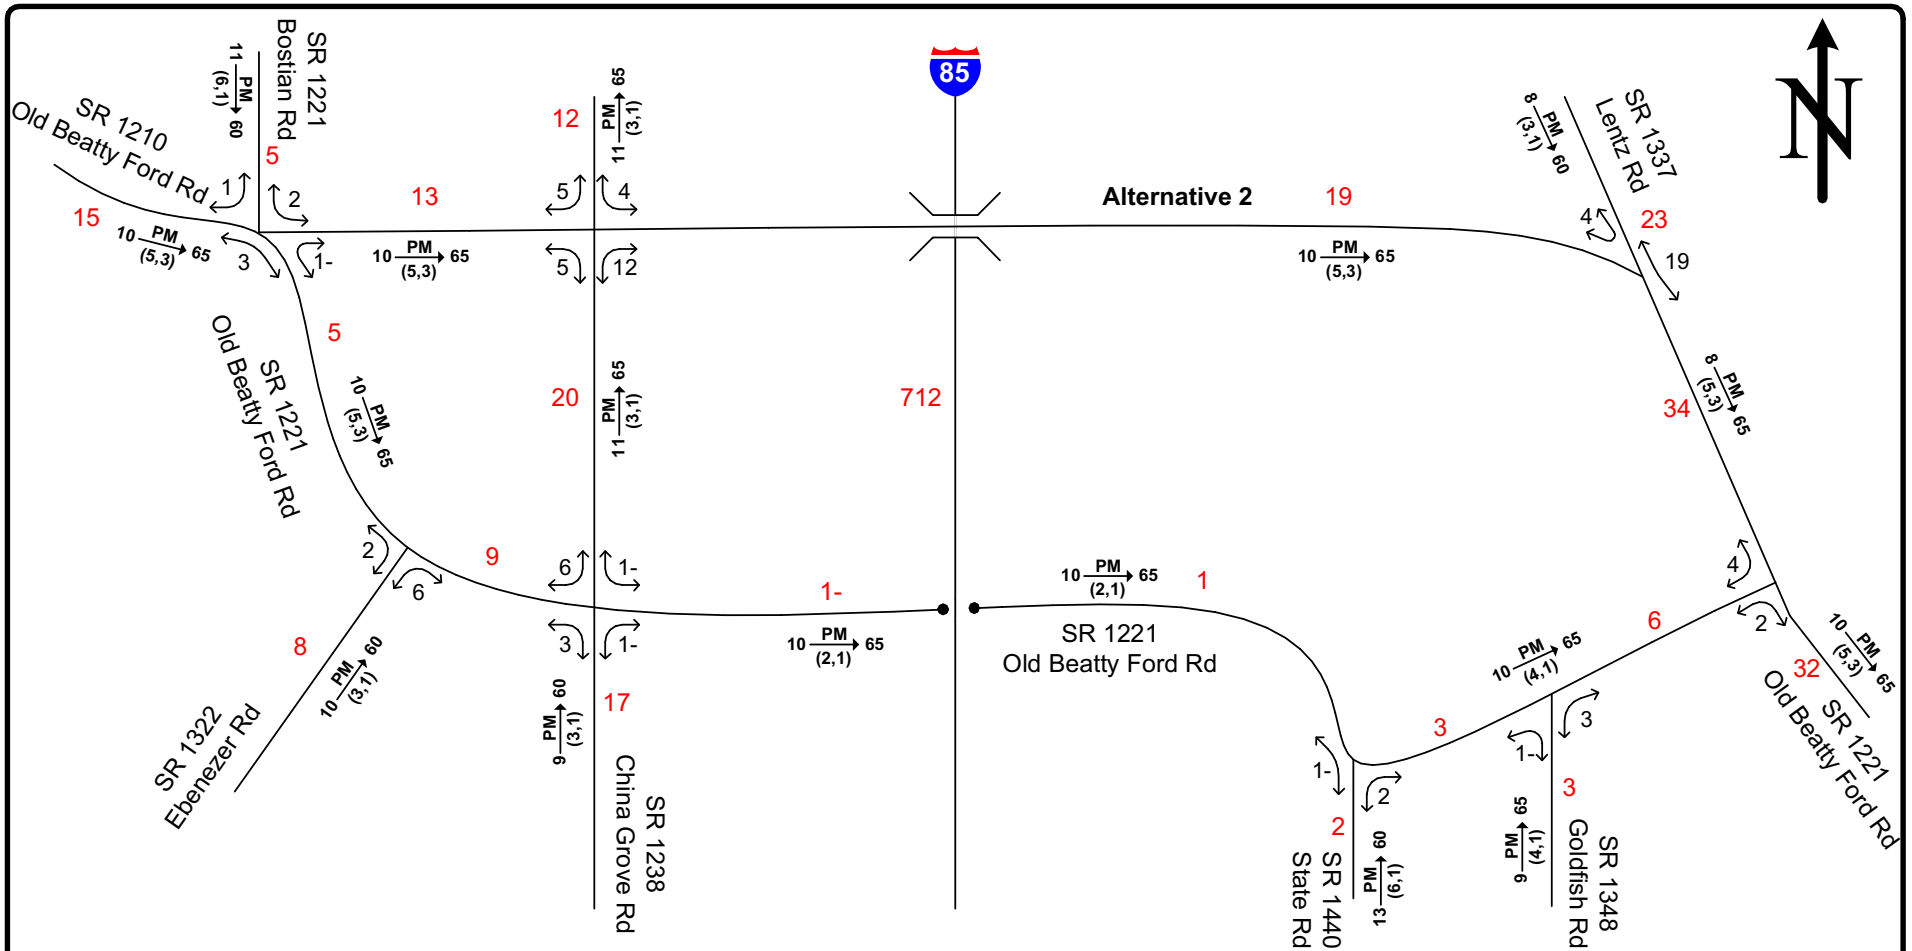 SR 1221
Bostian Rd
11 PM 60
(6,1)
SR 1210
Old Beatty Ford Rd
15
10 PM 65
(5,3)
5
1
2
3
1-
13
10 PM 65
(5,3)
12
11 PM 65
(3,1)
5
4
5
12
85
Alternative 2
19
10 PM 65
(5,3)
8 PM 60
(3,1)
SR 1337
Lentz Rd
4
23
19
N
5
SR 1221
Old Beatty Ford Rd
10 PM 65
(5,3)
20
11 PM 65
(3,1)
712
34
8 PM 65
(5,3)
2
6
9
6
1-
3
1-
1-
10 PM 65
(2,1)
10 PM 65
(2,1)
1
SR 1221
Old Beatty Ford Rd
8
10 PM 60
(3,1)
SR 1322
Ebenezer Rd
9 PM 60
(3,1)
17
SR 1238
China Grove Rd
4
2
6
10 PM 65
(4,1)
10 PM 65
(5,3)
32
SR 1221
Old Beatty Ford Rd
3
1-
2
2
13 PM 60
(6,1)
SR 1440
State Rd
1-
3
3
9 PM 65
(4,1)
SR 1348
Goldfish Rd